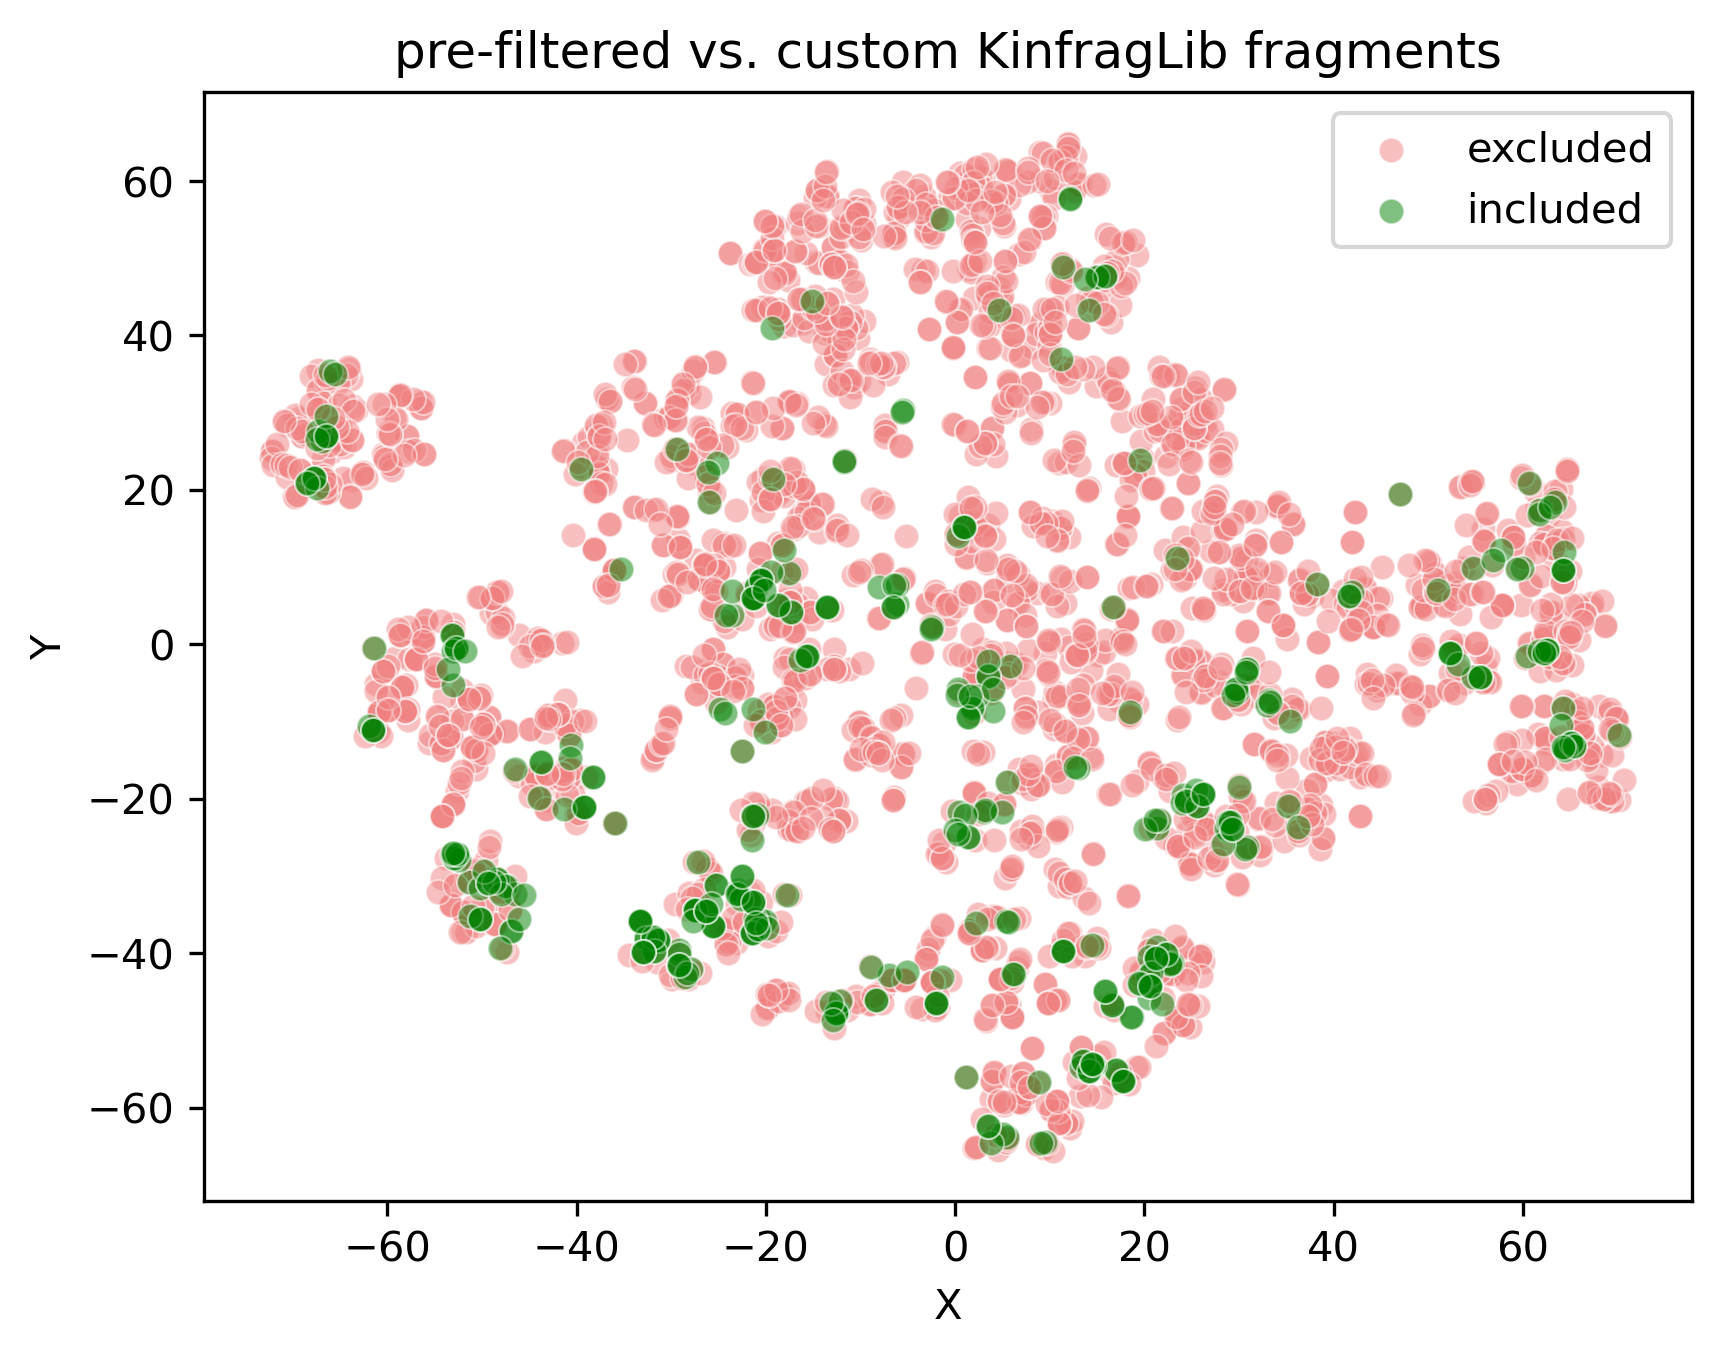 pre-filtered vs. custom KinfragLib fragments
excluded
included
60
40
20
0
−20
−40
−60
Y
−60 −40 −20 0 20 40 60
X